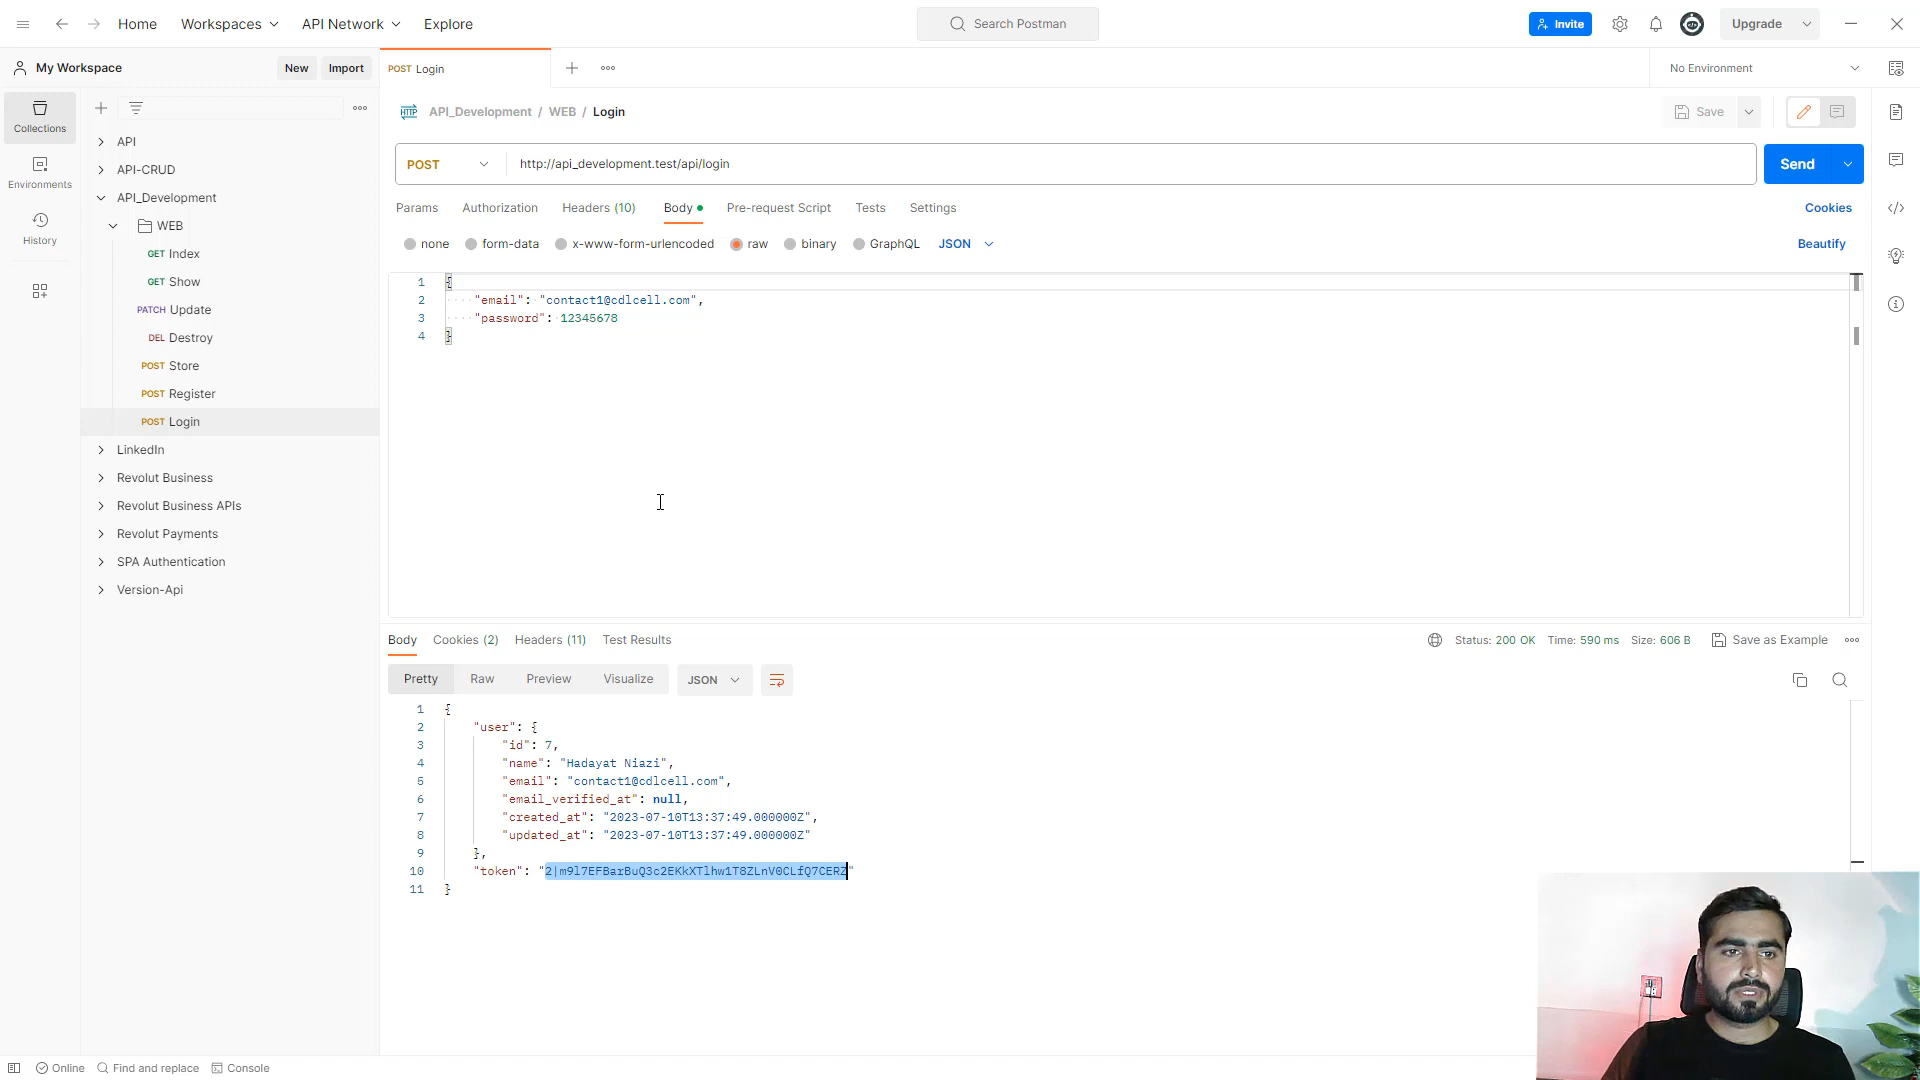 Home Workspaces API Network Explore Search Postman Invite Upgrade
My Workspace New Import POST Login No Environment
Collections
Environments
History
API
API-CRUD
API_Development
WEB
GET Index
GET Show
PATCH Update
DEL Destroy
POST Store
POST Register
POST Login
LinkedIn
Revolut Business
Revolut Business APIs
Revolut Payments
SPA Authentication
Version-Api
HTTP API_Development / WEB / Login Save
POST http://api_development.test/api/login Send
Params Authorization Headers (10) Body Pre-request Script Tests Settings Cookies
none form-data x-www-form-urlencoded raw binary GraphQL JSON Beautify
1 {
2 "email": "contact1@cdlcell.com",
3 "password": 12345678
4 }
Body Cookies (2) Headers (11) Test Results Status: 200 OK Time: 590 ms Size: 606 B Save as Example
Pretty Raw Preview Visualize JSON
1 {
2 "user": {
3 "id": 7,
4 "name": "Hadayat Niazi",
5 "email": "contact1@cdlcell.com",
6 "email_verified_at": null,
7 "created_at": "2023-07-10T13:37:49.000000Z",
8 "updated_at": "2023-07-10T13:37:49.000000Z"
9 },
10 "token": "2|m9l7EFBarBuQ3c2EKkXTlhw1T8ZLnV0CLfQ7CERZ"
11 }
Online Find and replace Console